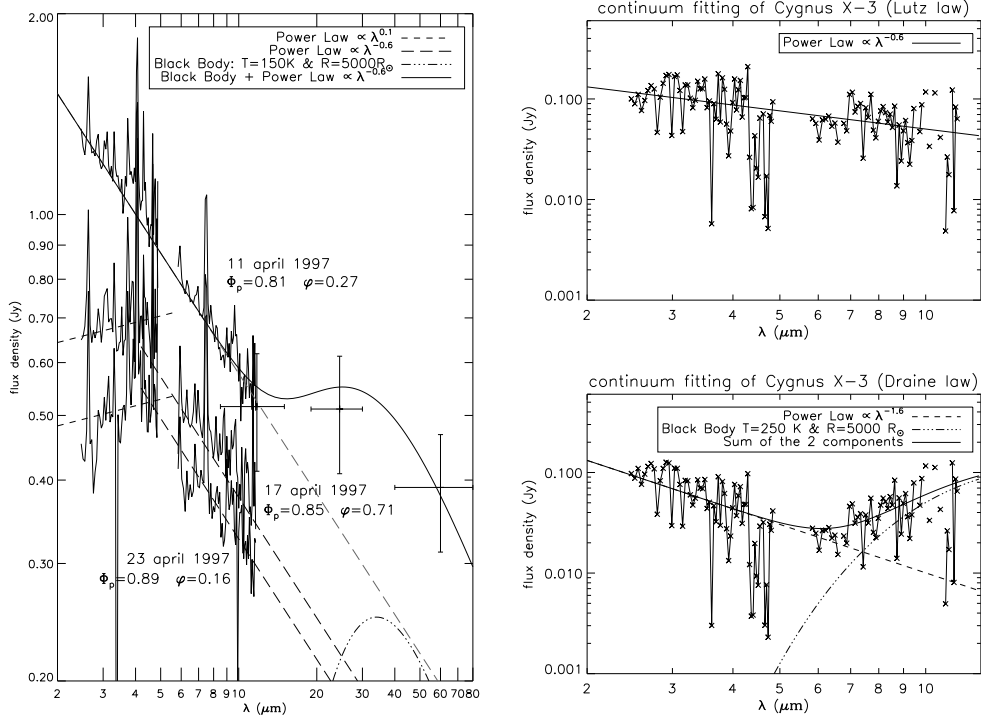 Power Law ∝λ^0.1
Power Law ∝λ^-0.6
Black Body: T=150K & R=5000R⊙
Black Body + Power Law ∝λ^-0.6
2.00
1.00
0.90
0.80
0.70
0.60
0.50
0.40
0.30
0.20
flux density (Jy)
11 april 1997
Φp=0.81 φ=0.27
17 april 1997
Φp=0.85 φ=0.71
23 april 1997
Φp=0.89 φ=0.16
2 3 4 5 6 7 8 9 10 20 30 40 50 60 70 80
λ (μm)
continuum fitting of Cygnus X-3 (Lutz law)
Power Law ∝λ^-0.6
0.100
0.010
0.001
flux density (Jy)
2 3 4 5 6 7 8 9 10
λ (μm)
continuum fitting of Cygnus X-3 (Draine law)
Power Law ∝λ^-1.6
Black Body T=250 K & R=5000 R⊙
Sum of the 2 components
0.100
0.010
0.001
flux density (Jy)
2 3 4 5 6 7 8 9 10
λ (μm)